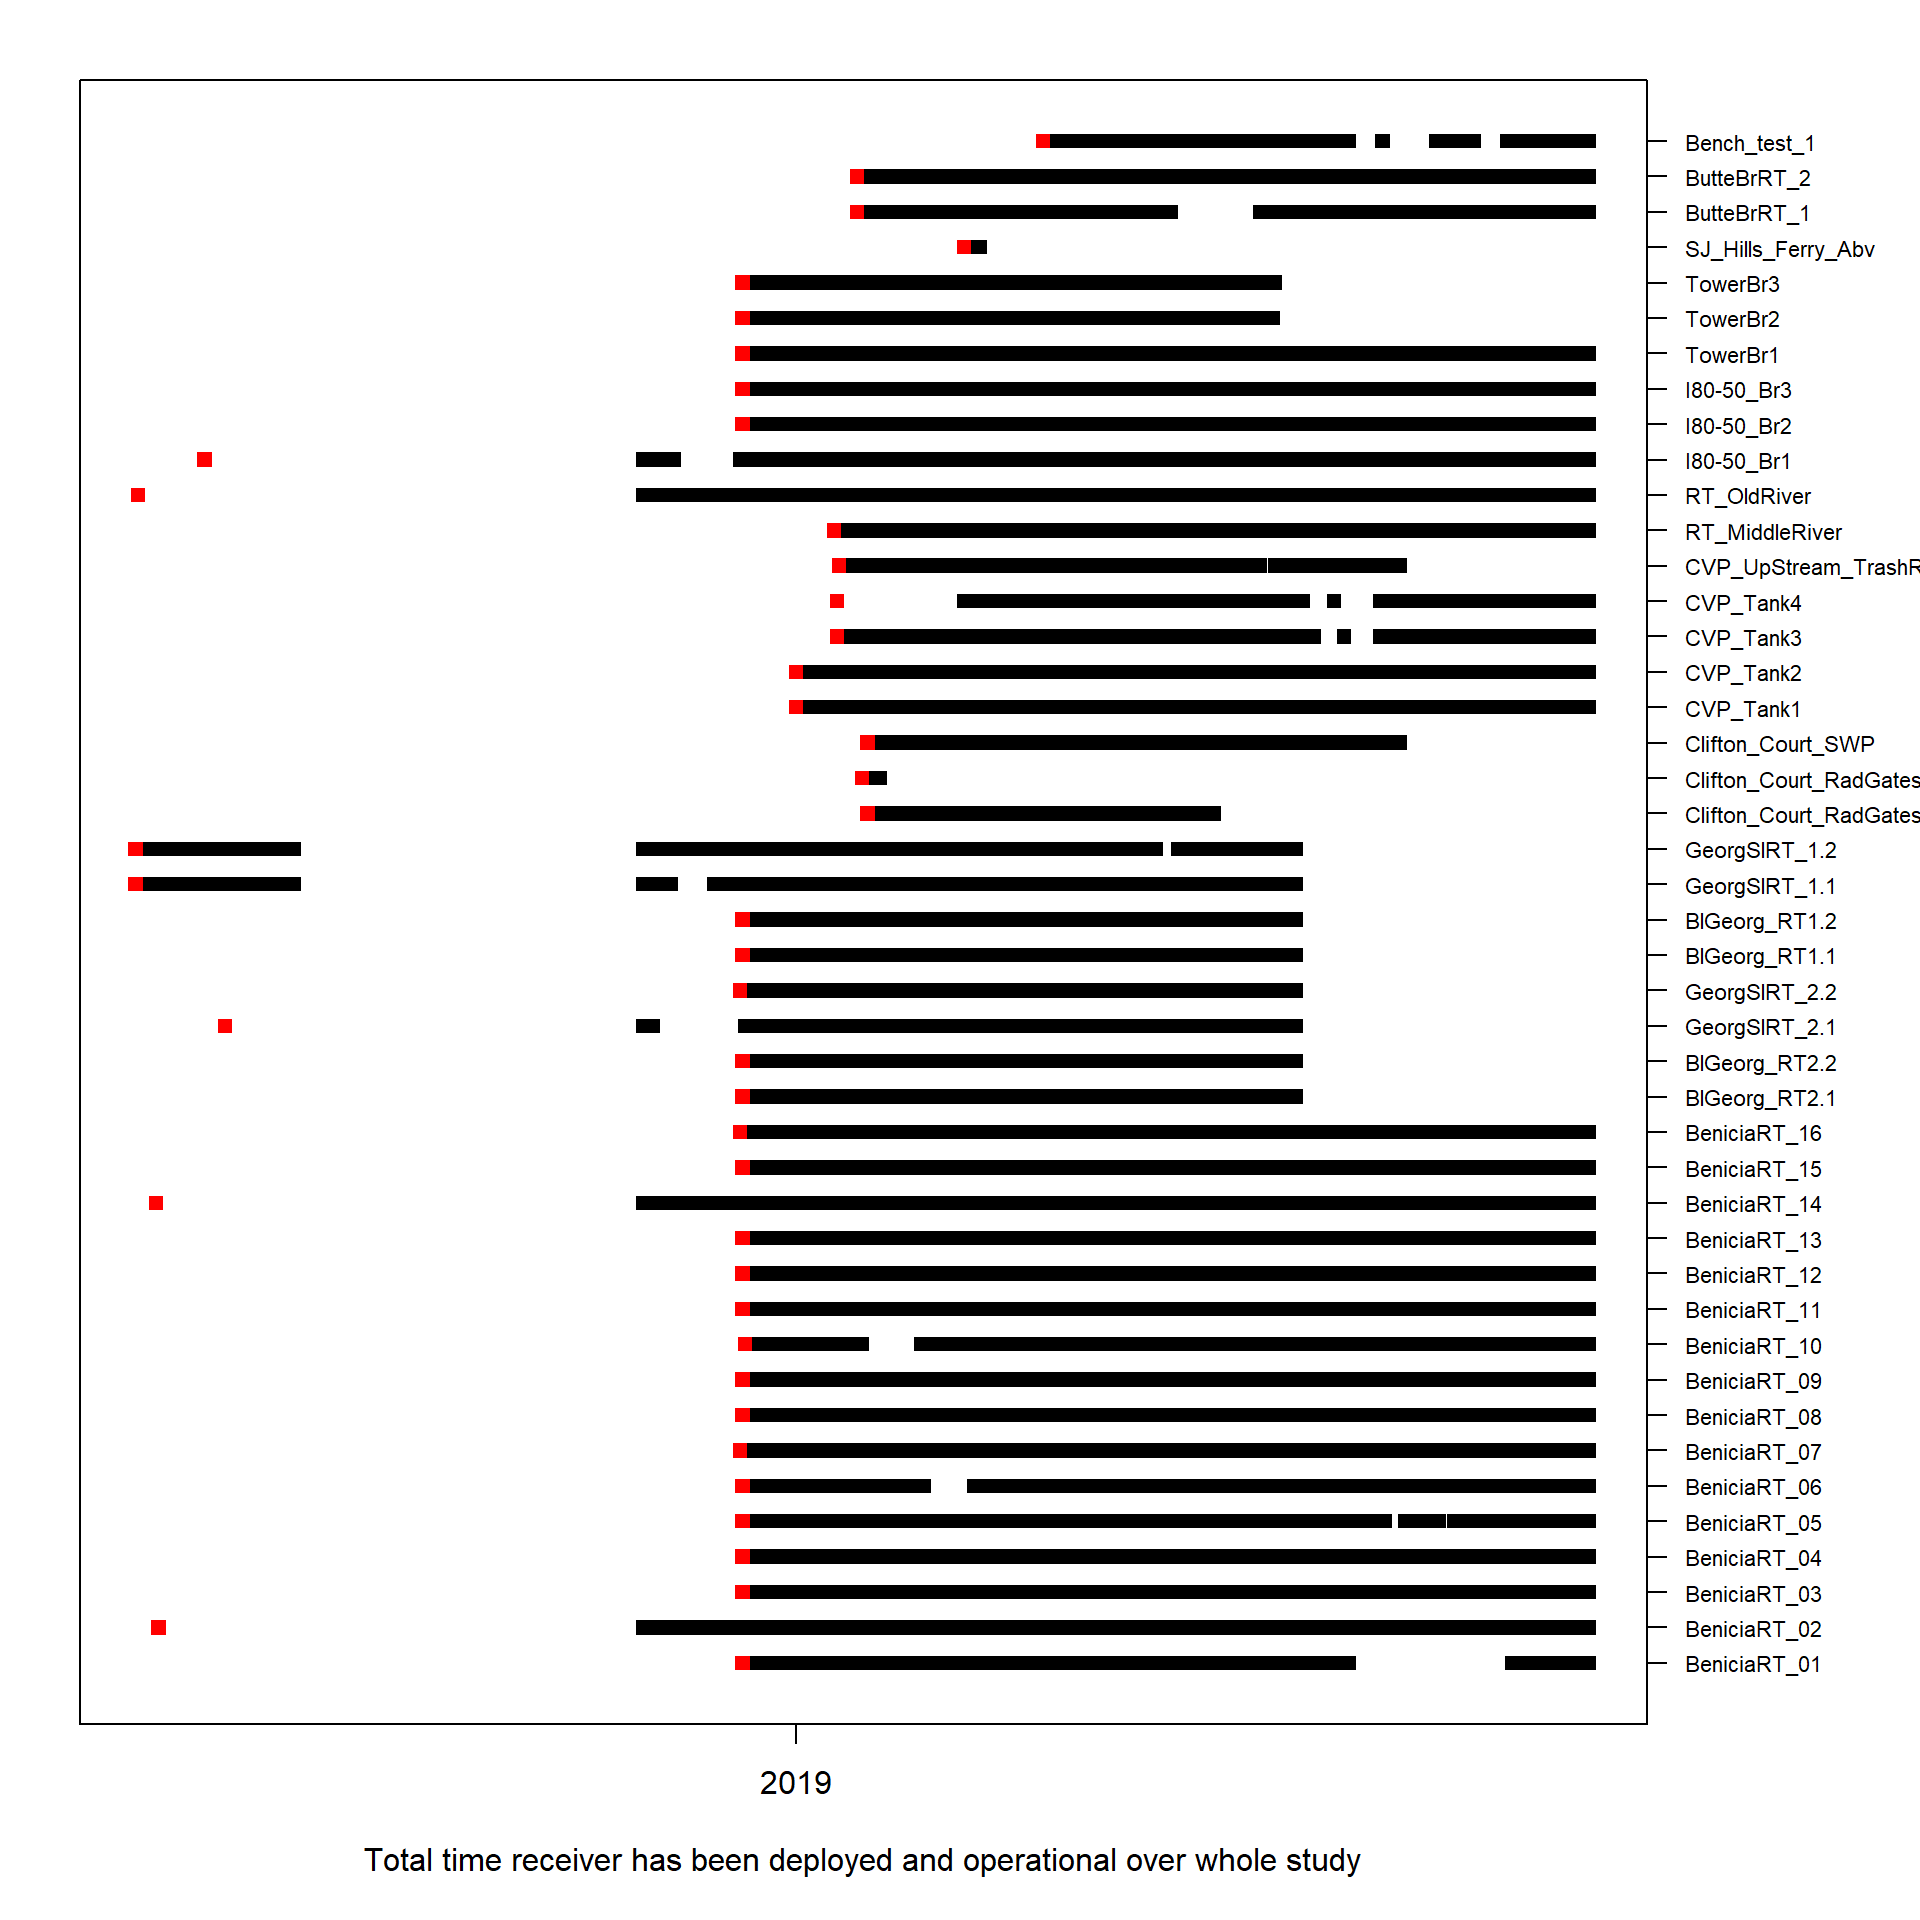 Bench_test_1
ButteBrRT_2
ButteBrRT_1
SJ_Hills_Ferry_Abv
TowerBr3
TowerBr2
TowerBr1
I80-50_Br3
I80-50_Br2
I80-50_Br1
RT_OldRiver
RT_MiddleRiver
CVP_UpStream_TrashR
CVP_Tank4
CVP_Tank3
CVP_Tank2
CVP_Tank1
Clifton_Court_SWP
Clifton_Court_RadGates
Clifton_Court_RadGates
GeorgSlRT_1.2
GeorgSlRT_1.1
BlGeorg_RT1.2
BlGeorg_RT1.1
GeorgSlRT_2.2
GeorgSlRT_2.1
BlGeorg_RT2.2
BlGeorg_RT2.1
BeniciaRT_16
BeniciaRT_15
BeniciaRT_14
BeniciaRT_13
BeniciaRT_12
BeniciaRT_11
BeniciaRT_10
BeniciaRT_09
BeniciaRT_08
BeniciaRT_07
BeniciaRT_06
BeniciaRT_05
BeniciaRT_04
BeniciaRT_03
BeniciaRT_02
BeniciaRT_01
2019
Total time receiver has been deployed and operational over whole study